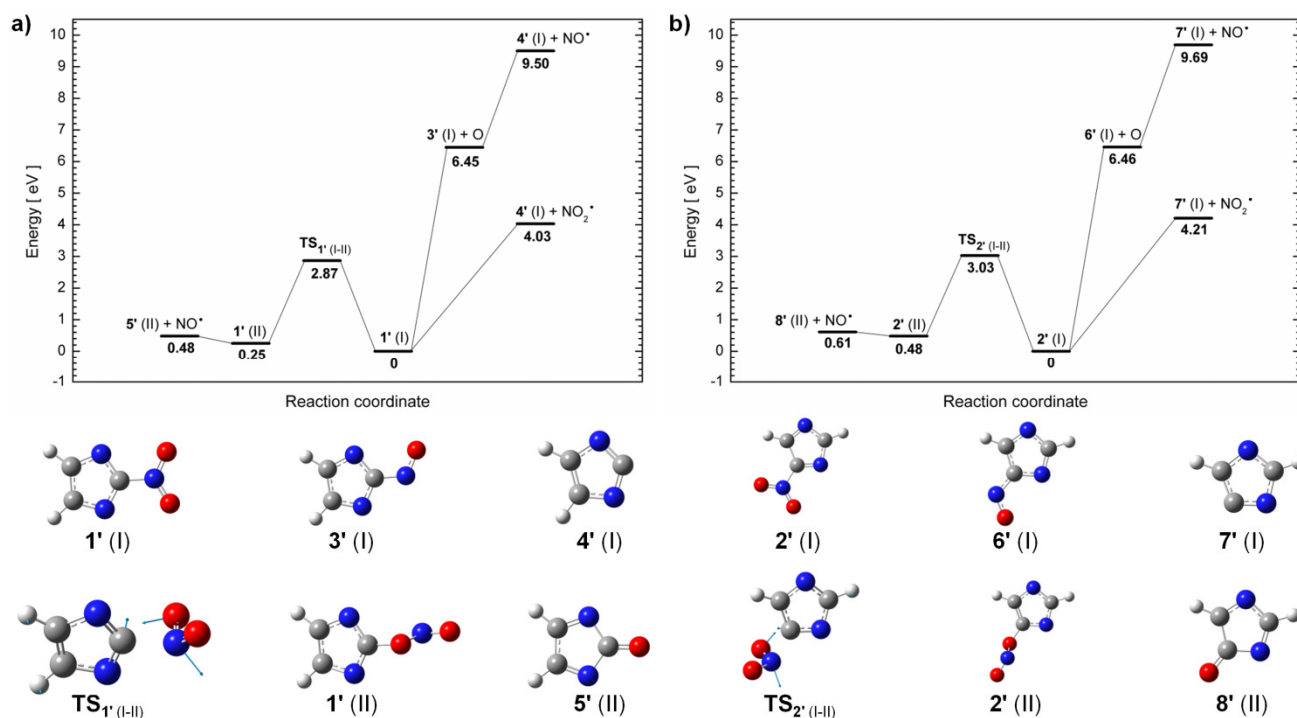 a)
10
9
8
7
6
5
4
3
2
1
0
-1
Energy [ eV ]
Reaction coordinate
4' (I) + NO•
9.50
3' (I) + O
6.45
4' (I) + NO2•
4.03
TS1' (I-II)
2.87
5' (II) + NO•
0.48
1' (II)
0.25
1' (I)
0
b)
10
9
8
7
6
5
4
3
2
1
0
-1
Energy [ eV ]
Reaction coordinate
7' (I) + NO•
9.69
6' (I) + O
6.46
7' (I) + NO2•
4.21
TS2' (I-II)
3.03
8' (II) + NO•
0.61
2' (II)
0.48
2' (I)
0
1' (I)
3' (I)
4' (I)
2' (I)
6' (I)
7' (I)
TS1' (I-II)
1' (II)
5' (II)
TS2' (I-II)
2' (II)
8' (II)